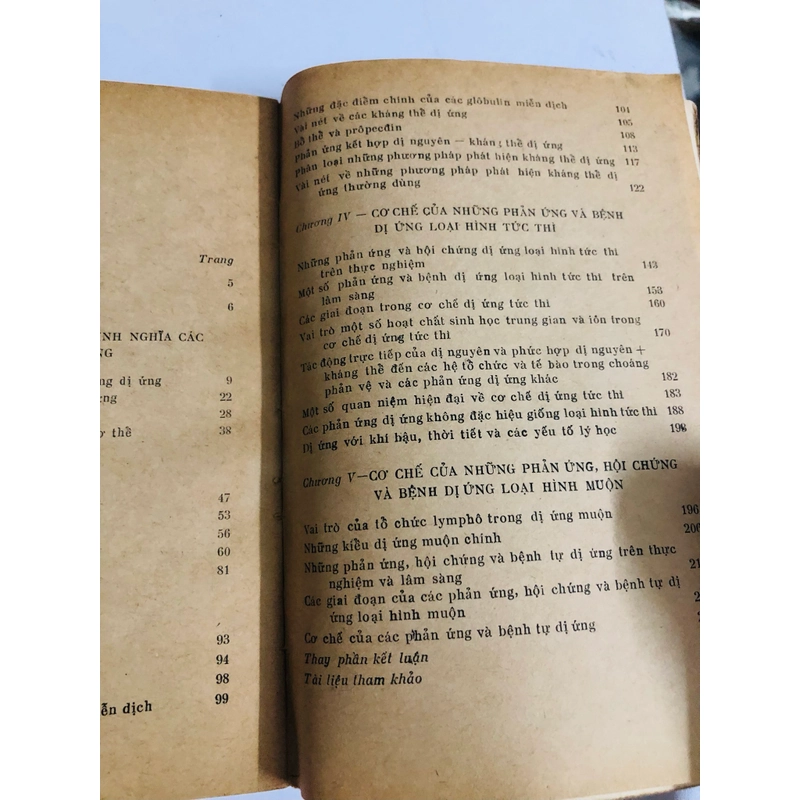 Trang
5
6
NH NGHĨA CÁC
NG
ng dị ứng 9
22
28
ơ thể 38
47
53
56
60
81
93
94
98
ễn dịch 99
Những đặc điểm chính của các glôbulin miễn dịch 104
Vài nét về các kháng thể dị ứng 105
Bổ thể và prôpecđin 108
Phản ứng kết hợp dị nguyên — kháng thể dị ứng 113
Phân loại những phương pháp phát hiện kháng thể dị ứng 117
Vài nét về những phương pháp phát hiện kháng thể dị
ứng thường dùng 122
Chương IV — CƠ CHẾ CỦA NHỮNG PHẢN ỨNG VÀ BỆNH
DỊ ỨNG LOẠI HÌNH TỨC THÌ
Những phản ứng và hội chứng dị ứng loại hình tức thì
trên thực nghiệm 143
Một số phản ứng và bệnh dị ứng loại hình tức thì trên
lâm sàng 153
Các giai đoạn trong cơ chế dị ứng tức thì 160
Vai trò một số hoạt chất sinh học trung gian và iôn trong
cơ chế dị ứng tức thì 170
Tác động trực tiếp của dị nguyên và phức hợp dị nguyên +
kháng thể đến các hệ tổ chức và tế bào trong choáng
phản vệ và các phản ứng dị ứng khác 182
Một số quan niệm hiện đại về cơ chế dị ứng tức thì 183
Các phản ứng dị ứng không đặc hiệu giống loại hình tức thì 188
Dị ứng với khí hậu, thời tiết và các yếu tố lý học
Chương V — CƠ CHẾ CỦA NHỮNG PHẢN ỨNG, HỘI CHỨNG
VÀ BỆNH DỊ ỨNG LOẠI HÌNH MUỘN
Vai trò của tổ chức lymphô trong dị ứng muộn 196
Những kiểu dị ứng muộn chính 206
Những phản ứng, hội chứng và bệnh tự dị ứng trên thực
nghiệm và lâm sàng 21
Các giai đoạn của các phản ứng, hội chứng và bệnh tự dị
ứng loại hình muộn 2
Cơ chế của các phản ứng và bệnh tự dị ứng
Thay phần kết luận
Tài liệu tham khảo